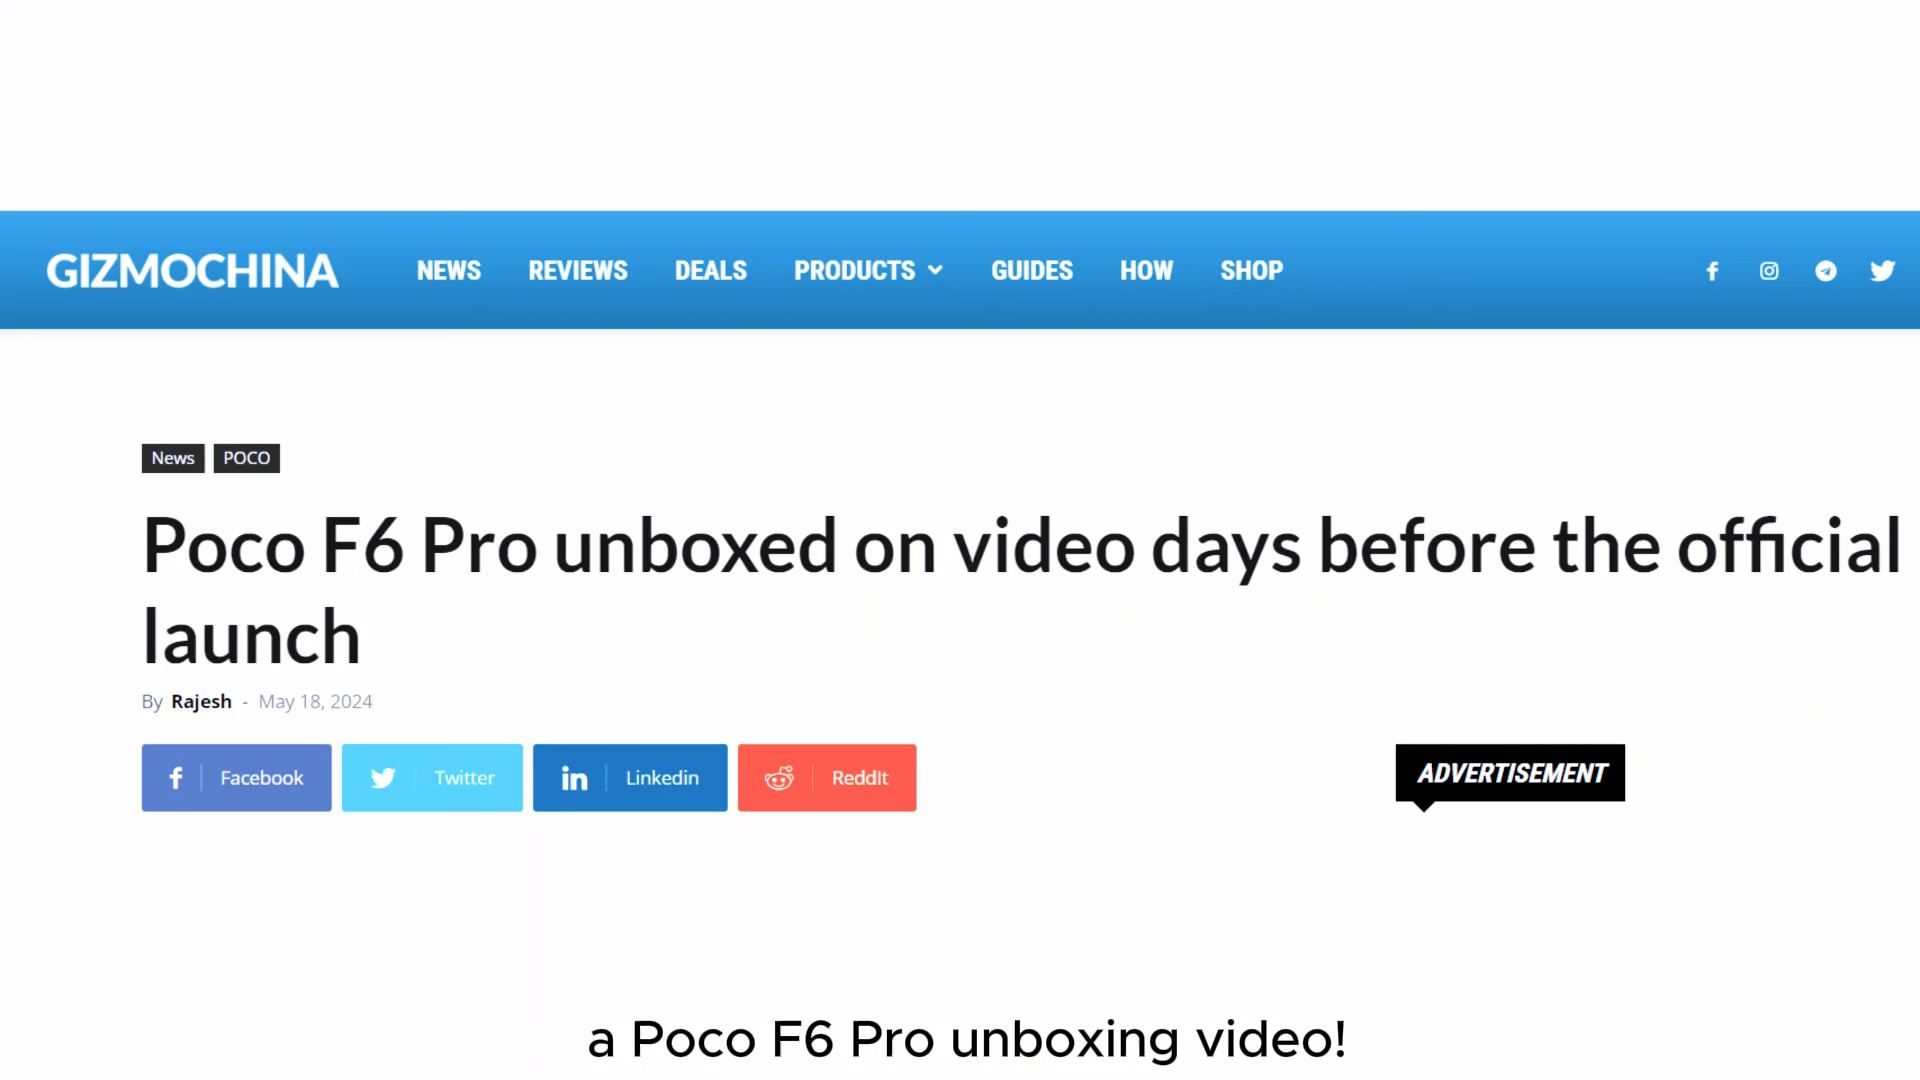 GIZMOCHINA NEWS REVIEWS DEALS PRODUCTS GUIDES HOW SHOP
News POCO
Poco F6 Pro unboxed on video days before the official
launch
By Rajesh - May 18, 2024
Facebook Twitter Linkedin ReddIt
ADVERTISEMENT
a Poco F6 Pro unboxing video!